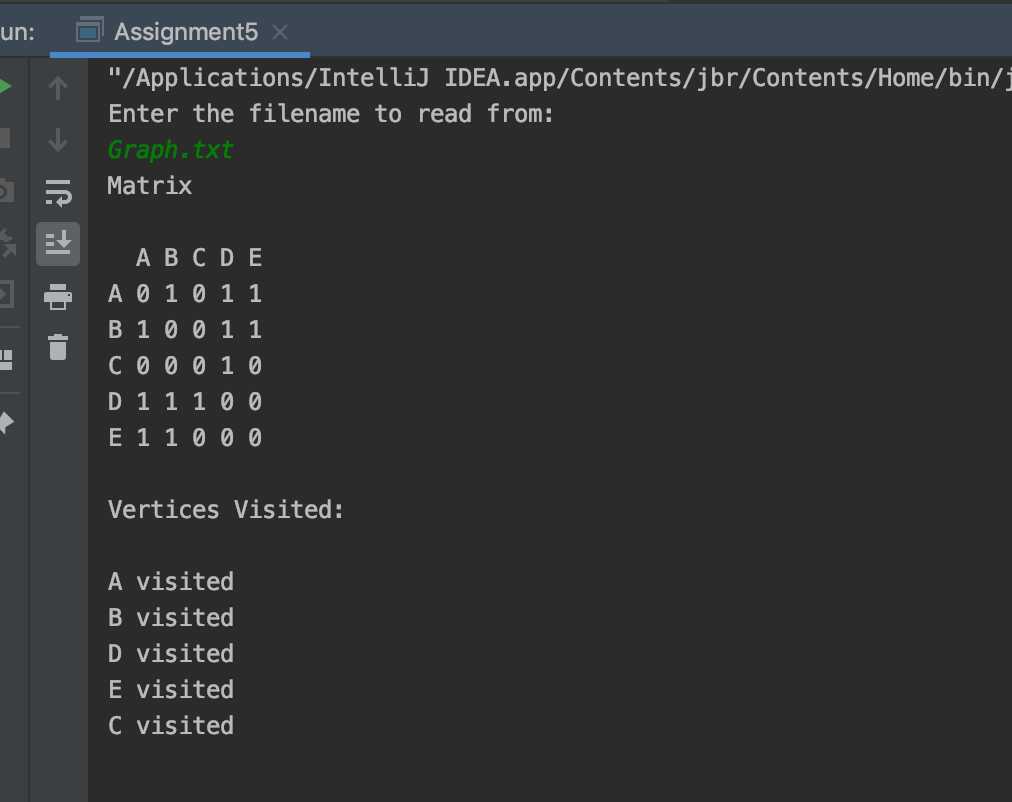 un: Assignment5
"/Applications/IntelliJ IDEA.app/Contents/jbr/Contents/Home/bin/j
Enter the filename to read from:
Graph.txt
Matrix
A B C D E
A 0 1 0 1 1
B 1 0 0 1 1
C 0 0 0 1 0
D 1 1 1 0 0
E 1 1 0 0 0
Vertices Visited:
A visited
B visited
D visited
E visited
C visited